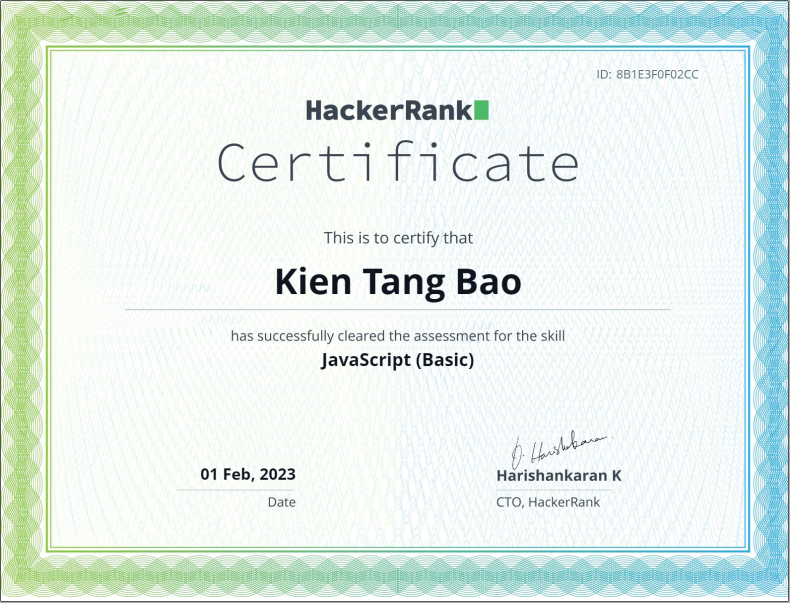 ID: 8B1E3F0F02CC
HackerRank
Certificate
This is to certify that
Kien Tang Bao
has successfully cleared the assessment for the skill
JavaScript (Basic)
01 Feb, 2023
Date
Harishankaran K
CTO, HackerRank